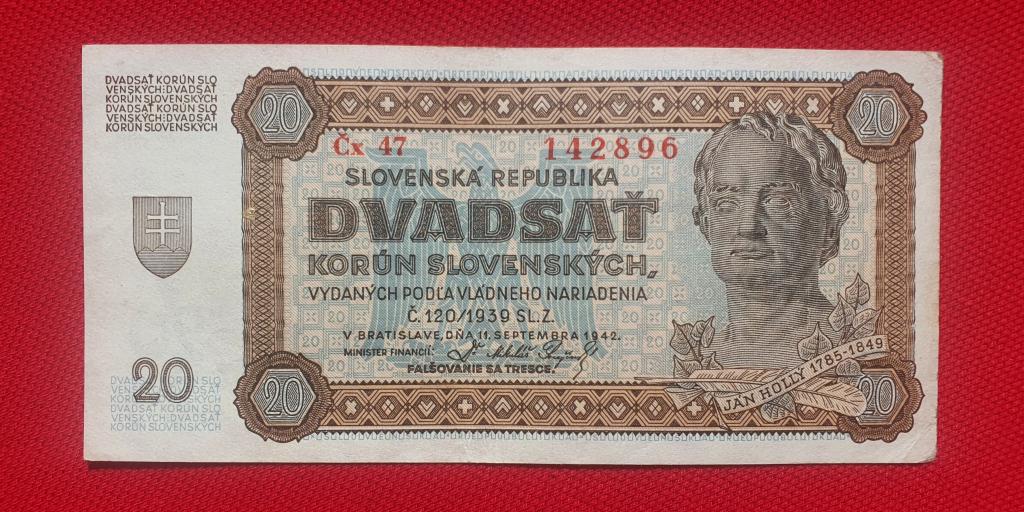 DVADSAŤ KORÚN SLO
VENSKÝCH:DVADSAŤ
KORÚN SLOVENSKÝCH
DVADSAŤ KORÚN SLO
VENSKÝCH:DVADSAŤ
KORÚN SLOVENSKÝCH
20
20
Čx 47 142896
SLOVENSKÁ REPUBLIKA
DVADSAŤ
KORÚN SLOVENSKÝCH,,
VYDANÝCH PODĽA VLÁDNEHO NARIADENIA
Č. 120/1939 SL. Z.
V BRATISLAVE, DŇA 11. SEPTEMBRA 1942.
MINISTER FINANCIÍ:
FALŠOVANIE SA TRESCE.
JÁN HOLLÝ 1785-1849
20
DVADSAŤ KORÚN SLO
VENSKÝCH:DVADSAŤ
KORÚN SLOVENSKÝCH
DVADSAŤ KORÚN SLO
VENSKÝCH:DVADSAŤ
KORÚN SLOVENSKÝCH
20
20